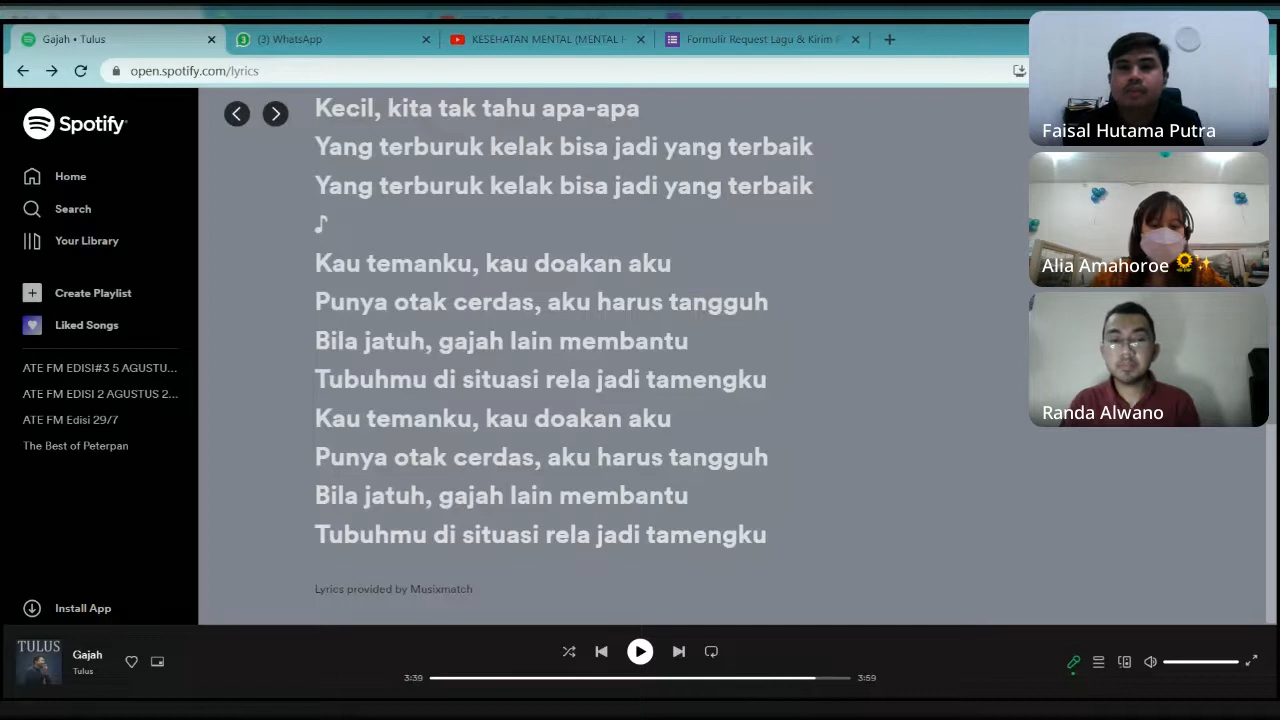 Gajah • Tulus
(3) WhatsApp
KESEHATAN MENTAL (MENTAL H
Formulir Request Lagu & Kirim P
open.spotify.com/lyrics
Spotify
Home
Search
Your Library
Create Playlist
Liked Songs
ATE FM EDISI#3 5 AGUSTU...
ATE FM EDISI 2 AGUSTUS 2...
ATE FM Edisi 29/7
The Best of Peterpan
Install App
Kecil, kita tak tahu apa-apa
Yang terburuk kelak bisa jadi yang terbaik
Yang terburuk kelak bisa jadi yang terbaik
♪
Kau temanku, kau doakan aku
Punya otak cerdas, aku harus tangguh
Bila jatuh, gajah lain membantu
Tubuhmu di situasi rela jadi tamengku
Kau temanku, kau doakan aku
Punya otak cerdas, aku harus tangguh
Bila jatuh, gajah lain membantu
Tubuhmu di situasi rela jadi tamengku
Lyrics provided by Musixmatch
Faisal Hutama Putra
Alia Amahoroe 🌻✨
Randa Alwano
TULUS
Gajah
Tulus
3:39
3:59